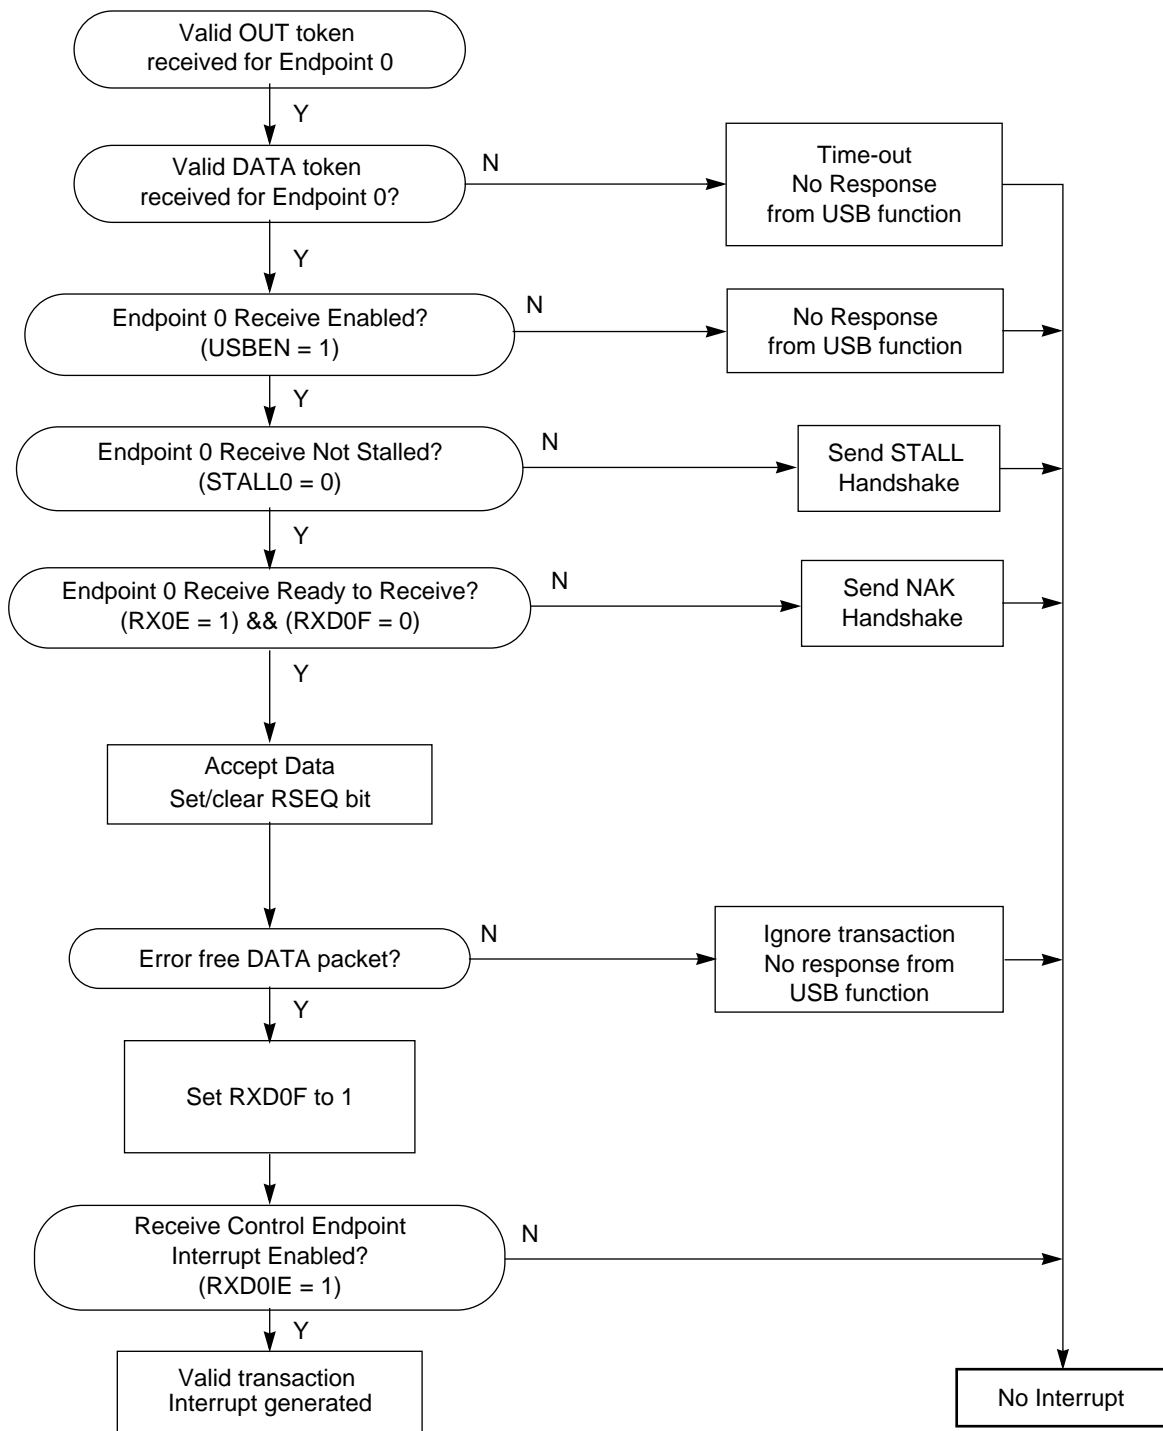 Valid OUT token
received for Endpoint 0
Y
Valid DATA token
received for Endpoint 0?
N
Time-out
No Response
from USB function
Y
Endpoint 0 Receive Enabled?
(USBEN = 1)
N
No Response
from USB function
Y
Endpoint 0 Receive Not Stalled?
(STALL0 = 0)
N
Send STALL
Handshake
Y
Endpoint 0 Receive Ready to Receive?
(RX0E = 1) && (RXD0F = 0)
N
Send NAK
Handshake
Y
Accept Data
Set/clear RSEQ bit
Error free DATA packet?
N
Ignore transaction
No response from
USB function
Y
Set RXD0F to 1
Receive Control Endpoint
Interrupt Enabled?
(RXD0IE = 1)
N
Y
Valid transaction
Interrupt generated
No Interrupt